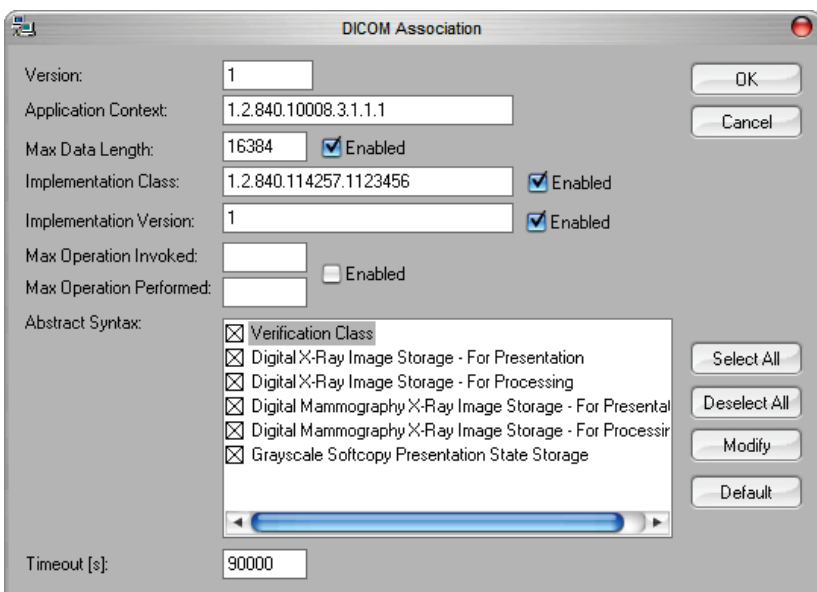 DICOM Association
Version: 1
OK
Application Context: 1.2.840.10008.3.1.1.1
Cancel
Max Data Length: 16384 Enabled
Implementation Class: 1.2.840.114257.1123456 Enabled
Implementation Version: 1 Enabled
Max Operation Invoked:
Enabled
Max Operation Performed:
Abstract Syntax:
Verification Class
Digital X-Ray Image Storage - For Presentation
Digital X-Ray Image Storage - For Processing
Digital Mammography X-Ray Image Storage - For Presentat
Digital Mammography X-Ray Image Storage - For Processin
Grayscale Softcopy Presentation State Storage
Select All
Deselect All
Modify
Default
Timeout [s]: 90000